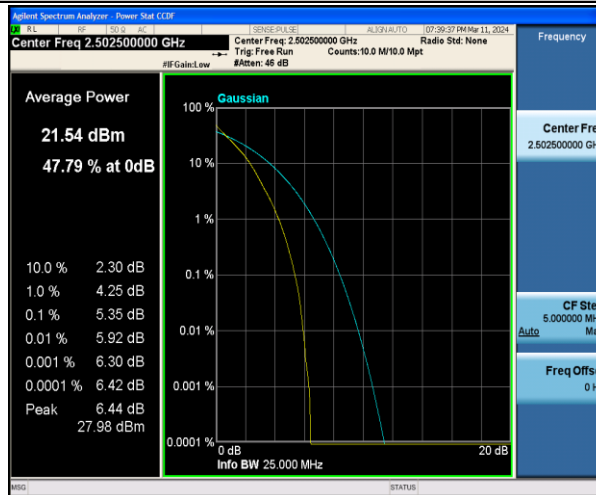 Agilent Spectrum Analyzer - Power Stat CCDF
RL RF 50 Ω AC SENSE:PULSE ALIGN AUTO 07:39:37 PM Mar 11, 2024
Center Freq 2.502500000 GHz
Center Freq: 2.502500000 GHz Radio Std: None
Trig: Free Run Counts:10.0 M/10.0 Mpt
#IFGain:Low #Atten: 46 dB
Frequency
Average Power
21.54 dBm
47.79 % at 0dB
10.0 % 2.30 dB
1.0 % 4.25 dB
0.1 % 5.35 dB
0.01 % 5.92 dB
0.001 % 6.30 dB
0.0001 % 6.42 dB
Peak 6.44 dB
27.98 dBm
Gaussian
100 %
10 %
1 %
0.1 %
0.01 %
0.001 %
0.0001 %
0 dB 20 dB
Info BW 25.000 MHz
Center Fre
2.502500000 GH
CF Ste
5.000000 MH
Auto Ma
Freq Offs
0 H
MSG STATUS